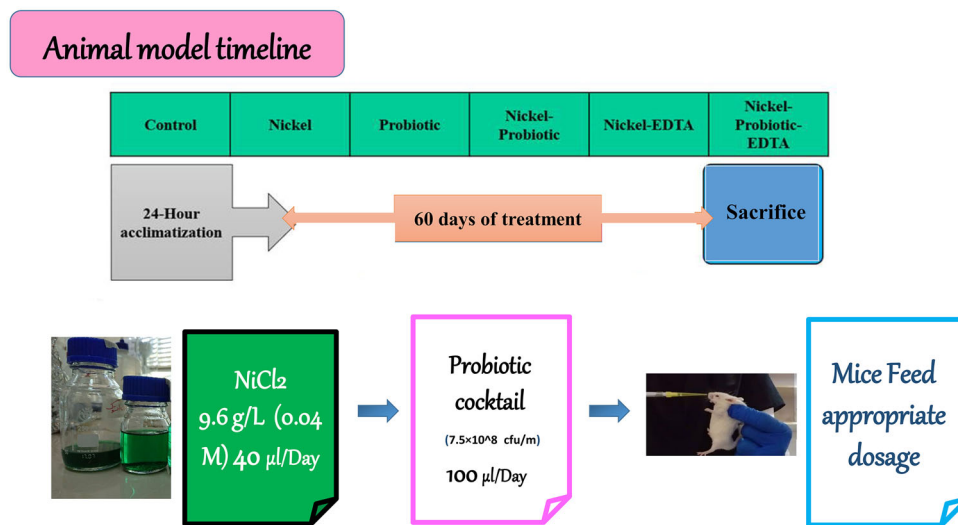 Animal model timeline
Control
Nickel
Probiotic
Nickel-
Probiotic
Nickel-EDTA
Nickel-
Probiotic-
EDTA
24-Hour
acclimatization
60 days of treatment
Sacrifice
NiCl2
9.6 g/L (0.04
M) 40 µl/Day
Probiotic
cocktail
(7.5×10^8 cfu/m)
100 µl/Day
Mice Feed
appropriate
dosage